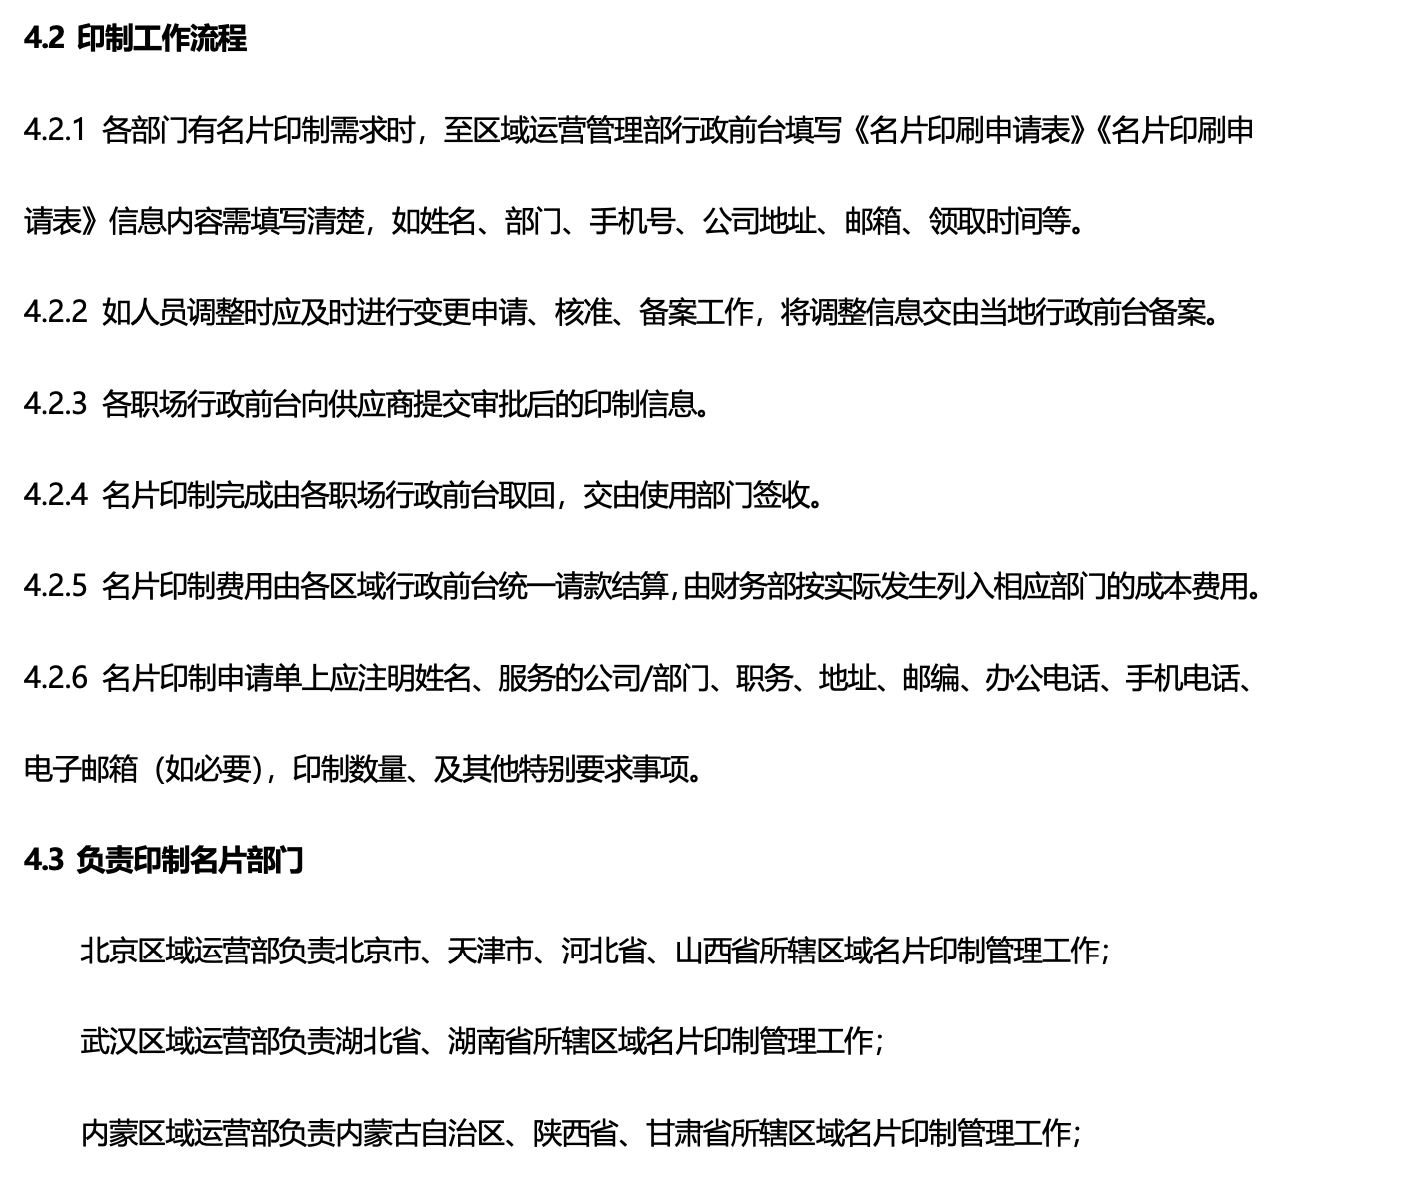 4.2 印制工作流程
4.2.1 各部门有名片印制需求时，至区域运营管理部行政前台填写《名片印刷申请表》《名片印刷申
请表》信息内容需填写清楚，如姓名、部门、手机号、公司地址、邮箱、领取时间等。
4.2.2 如人员调整时应及时进行变更申请、核准、备案工作，将调整信息交由当地行政前台备案。
4.2.3 各职场行政前台向供应商提交审批后的印制信息。
4.2.4 名片印制完成由各职场行政前台取回，交由使用部门签收。
4.2.5 名片印制费用由各区域行政前台统一请款结算，由财务部按实际发生列入相应部门的成本费用。
4.2.6 名片印制申请单上应注明姓名、服务的公司/部门、职务、地址、邮编、办公电话、手机电话、
电子邮箱（如必要），印制数量、及其他特别要求事项。
4.3 负责印制名片部门
北京区域运营部负责北京市、天津市、河北省、山西省所辖区域名片印制管理工作；
武汉区域运营部负责湖北省、湖南省所辖区域名片印制管理工作；
内蒙区域运营部负责内蒙古自治区、陕西省、甘肃省所辖区域名片印制管理工作；